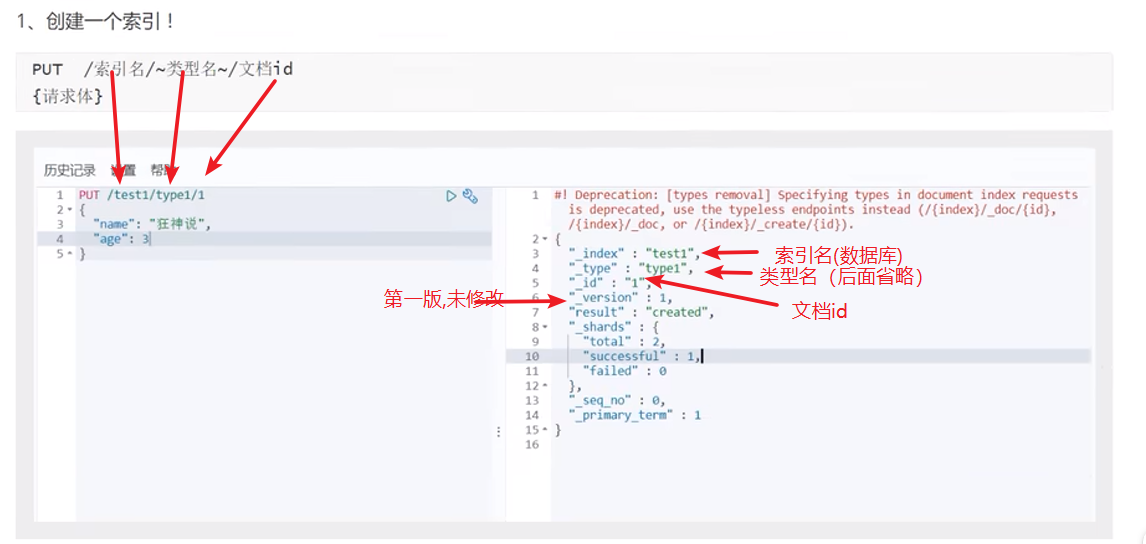 1、创建一个索引！
PUT /索引名/~类型名~/文档id
{请求体}
历史记录 设置 帮助
1 PUT /test1/type1/1
2 {
3 "name": "狂神说",
4 "age": 3
5 }
1 #! Deprecation: [types removal] Specifying types in document index requests
is deprecated, use the typeless endpoints instead (/{index}/_doc/{id},
/{index}/_doc, or /{index}/_create/{id}).
2 {
3 "_index" : "test1",
索引名(数据库)
4 "_type" : "type1",
类型名（后面省略）
5 "_id" : "1",
第一版,未修改
6 "_version" : 1,
文档id
7 "result" : "created",
8 "_shards" : {
9 "total" : 2,
10 "successful" : 1,
11 "failed" : 0
12 },
13 "_seq_no" : 0,
14 "_primary_term" : 1
15 }
16